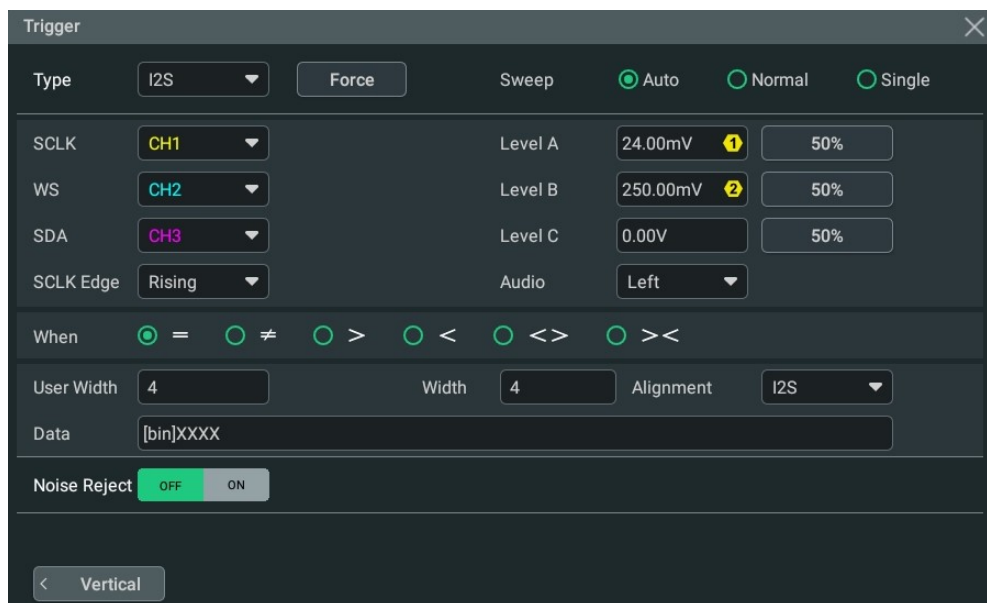 Trigger
Type I2S Force Sweep Auto Normal Single
SCLK CH1 Level A 24.00mV 1 50%
WS CH2 Level B 250.00mV 2 50%
SDA CH3 Level C 0.00V 50%
SCLK Edge Rising Audio Left
When = ≠ > < <> ><
User Width 4 Width 4 Alignment I2S
Data [bin]XXXX
Noise Reject OFF ON
< Vertical